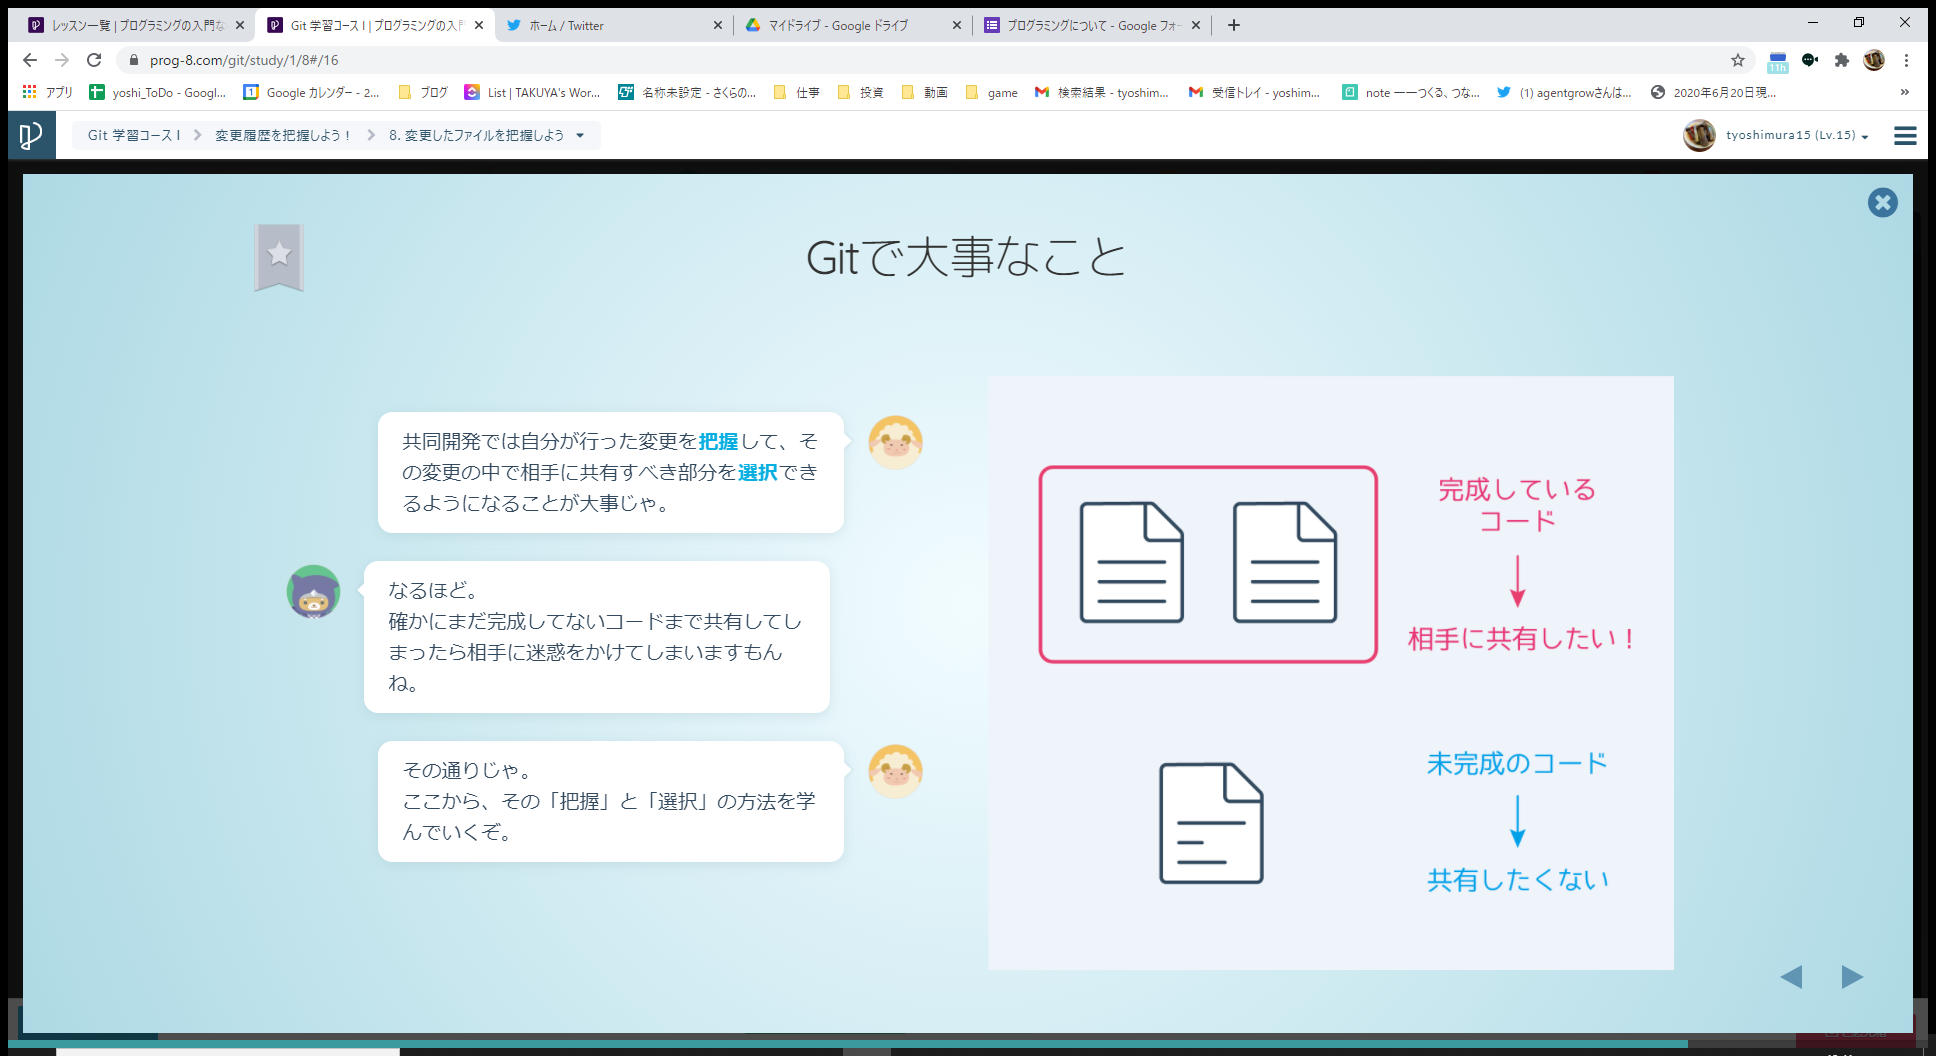 レッスン一覧 | プログラミングの入門な
Git 学習コース I | プログラミングの入門
ホーム / Twitter
マイドライブ - Google ドライブ
プログラミングについて - Google フォー
prog-8.com/git/study/1/8#/16
11h
アプリ
yoshi_ToDo - Googl...
Google カレンダー - 2...
ブログ
List | TAKUYA's Wor...
名称未設定 - さくらの...
仕事
投資
動画
game
検索結果 - tyoshim...
受信トレイ - yoshim...
note ――つくる、つな...
(1) agentgrowさんは...
2020年6月20日現...
»
Git 学習コース I
変更履歴を把握しよう！
8. 変更したファイルを把握しよう
tyoshimura15 (Lv.15)
Gitで大事なこと
共同開発では自分が行った変更を把握して、そ
の変更の中で相手に共有すべき部分を選択でき
るようになることが大事じゃ。
なるほど。
確かにまだ完成してないコードまで共有してし
まったら相手に迷惑をかけてしまいますもん
ね。
その通りじゃ。
ここから、その「把握」と「選択」の方法を学
んでいくぞ。
完成している
コード
相手に共有したい！
未完成のコード
共有したくない